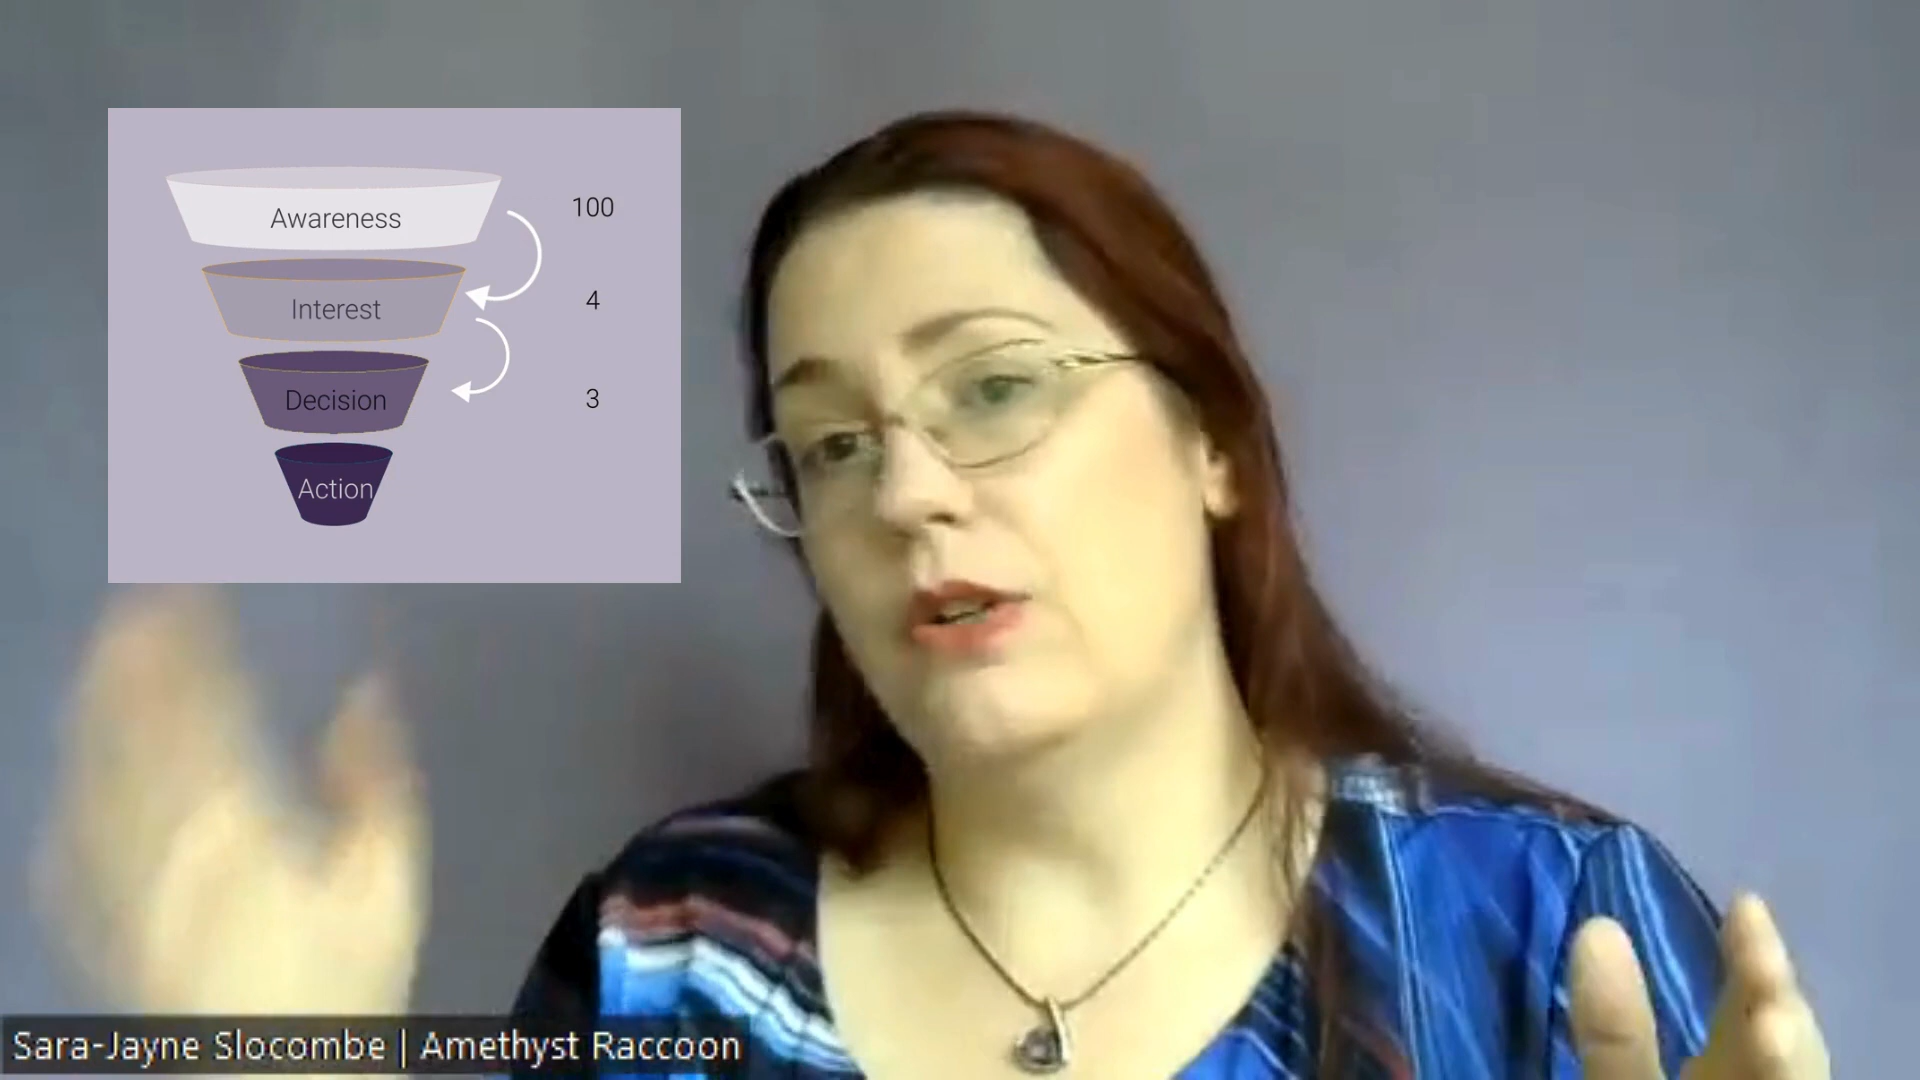 Awareness 100
Interest 4
Decision 3
Action
Sara-Jayne Slocombe | Amethyst Raccoon